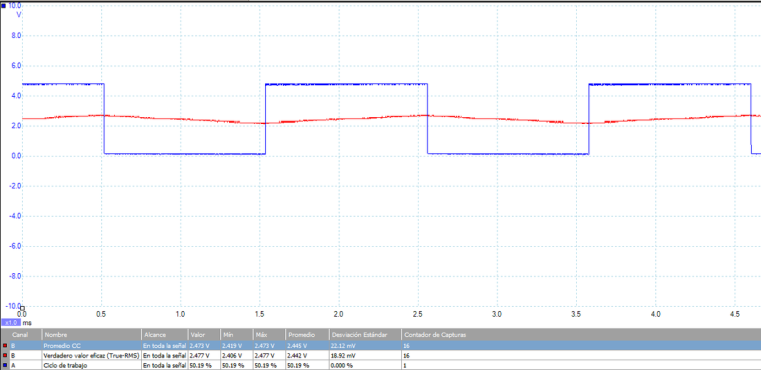 10.0
V
8.0
6.0
4.0
2.0
0.0
-2.0
-4.0
-6.0
-8.0
-10.0
0.0 0.5 1.0 1.5 2.0 2.5 3.0 3.5 4.0 4.5
x1.0 ms
Canal Nombre Alcance Valor Mín Máx Promedio Desviación Estándar Contador de Capturas
B Promedio CC En toda la señal 2.473 V 2.419 V 2.473 V 2.445 V 22.12 mV 16
B Verdadero valor eficaz (True-RMS) En toda la señal 2.477 V 2.406 V 2.477 V 2.442 V 18.92 mV 16
A Ciclo de trabajo En toda la señal 50.19 % 50.19 % 50.19 % 50.19 % 0.000 % 1